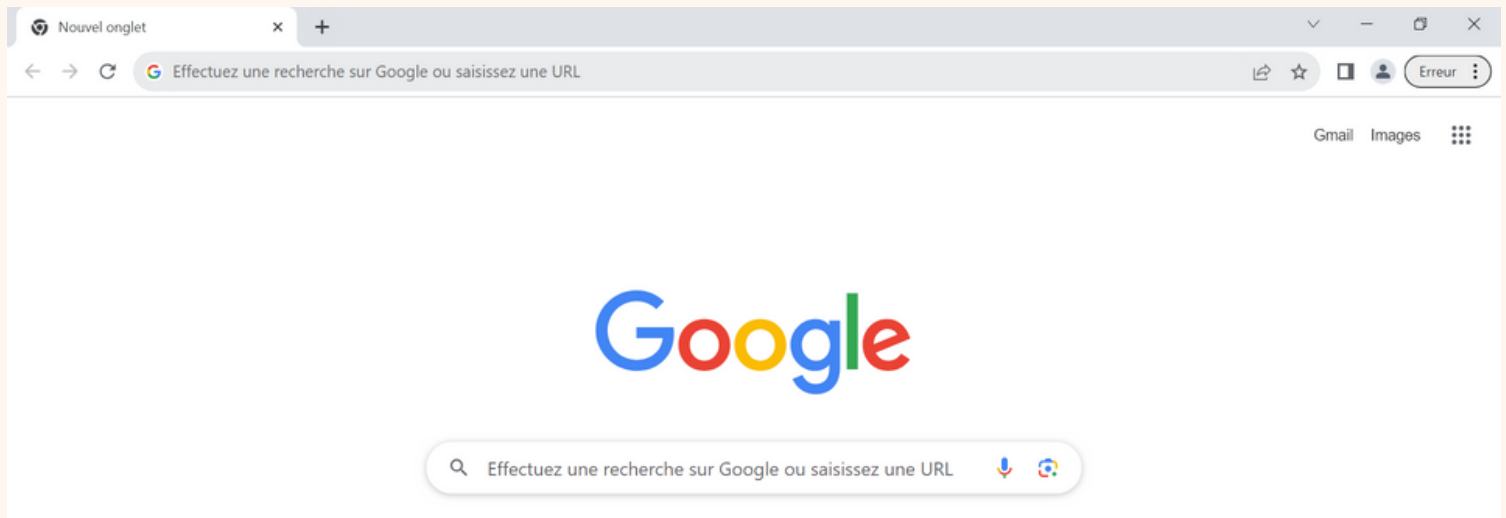 Nouvel onglet
Effectuez une recherche sur Google ou saisissez une URL
Erreur
Gmail Images
Google
Effectuez une recherche sur Google ou saisissez une URL